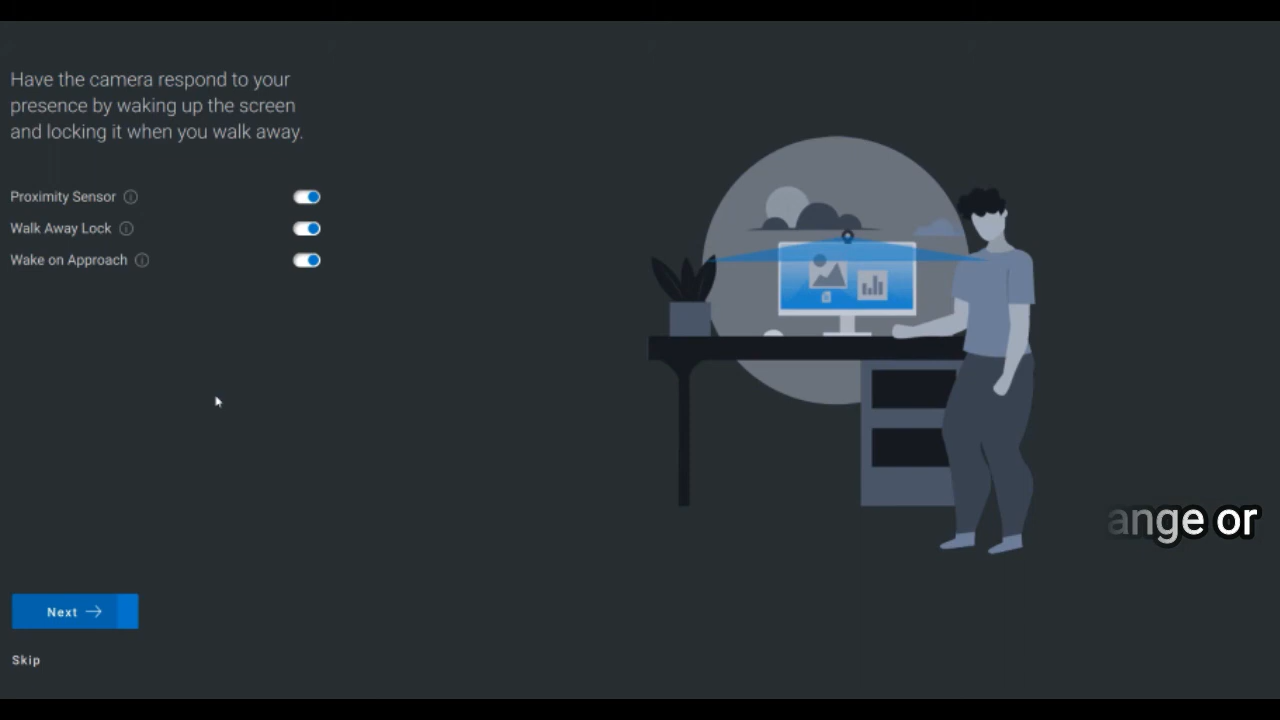 Have the camera respond to your
presence by waking up the screen
and locking it when you walk away.
Proximity Sensor
Walk Away Lock
Wake on Approach
ange or
Next
Skip